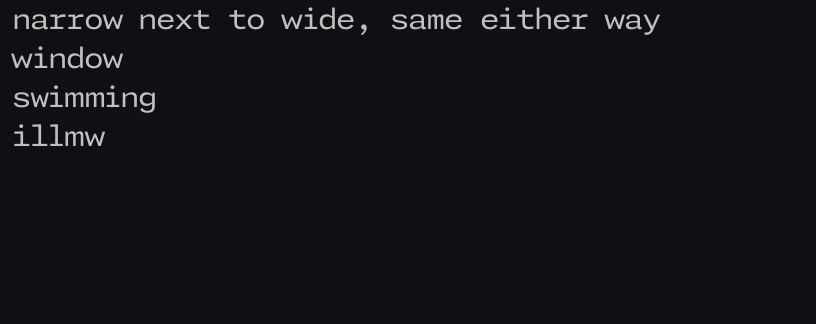 narrow next to wide, same either way
window
swimming
illmw